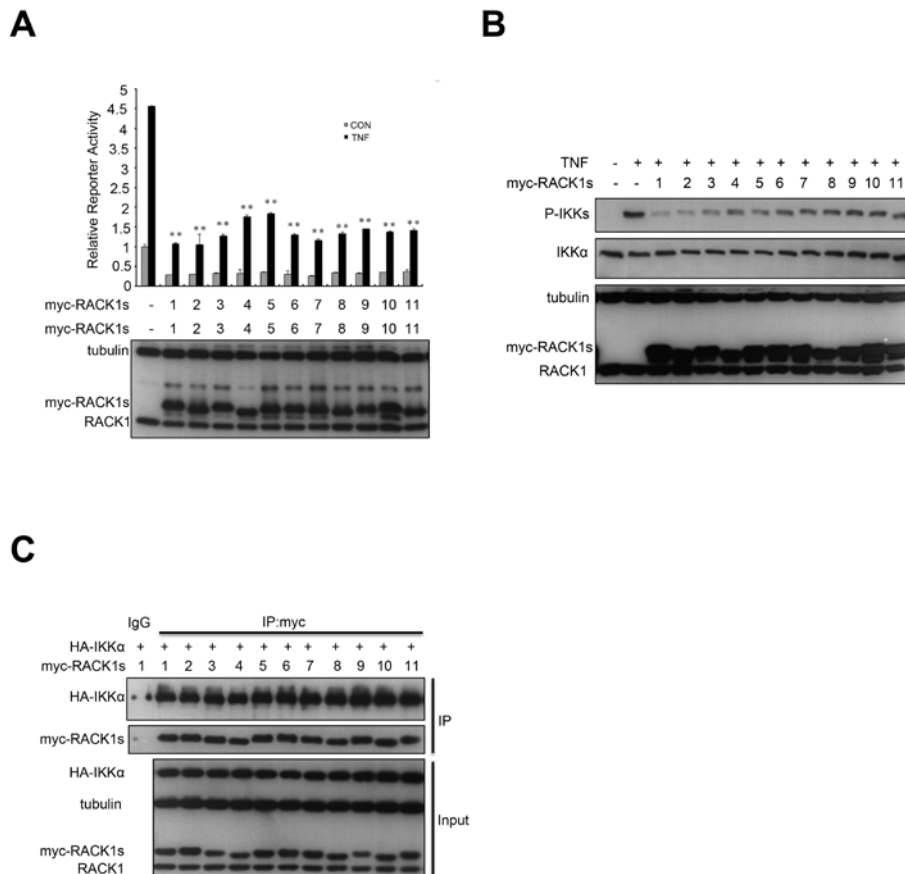 A
5
4.5
4
3.5
3
2.5
2
1.5
1
0.5
0
Relative Reporter Activity
CON
TNF
** ** ** ** ** ** ** ** ** ** **
myc-RACK1s - 1 2 3 4 5 6 7 8 9 10 11
myc-RACK1s - 1 2 3 4 5 6 7 8 9 10 11
tubulin
myc-RACK1s
RACK1
B
TNF - + + + + + + + + + + + +
myc-RACK1s - - 1 2 3 4 5 6 7 8 9 10 11
P-IKKs
IKKα
tubulin
myc-RACK1s
RACK1
C
IgG IP:myc
HA-IKKα + + + + + + + + + + + +
myc-RACK1s 1 1 2 3 4 5 6 7 8 9 10 11
HA-IKKα
IP
myc-RACK1s
HA-IKKα
tubulin
Input
myc-RACK1s
RACK1